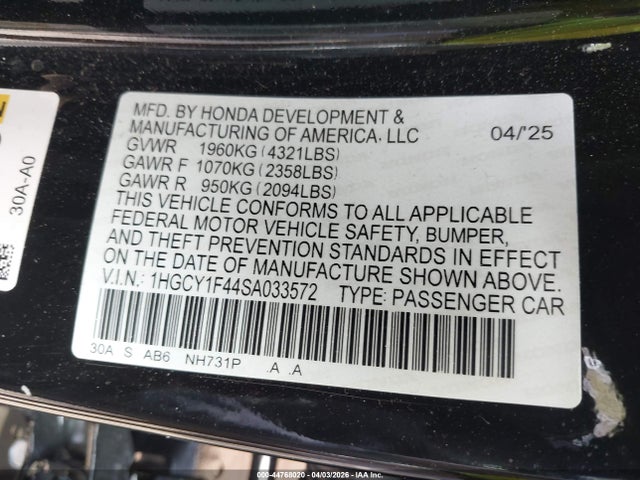 MFD. BY HONDA DEVELOPMENT &
MANUFACTURING OF AMERICA, LLC 04/'25
GVWR 1960KG (4321LBS)
GAWR F 1070KG (2358LBS)
GAWR R 950KG (2094LBS)
THIS VEHICLE CONFORMS TO ALL APPLICABLE
FEDERAL MOTOR VEHICLE SAFETY, BUMPER,
AND THEFT PREVENTION STANDARDS IN EFFECT
ON THE DATE OF MANUFACTURE SHOWN ABOVE.
V.I.N.: 1HGCY1F44SA033572 TYPE: PASSENGER CAR
30A S AB6 NH731P .A .A
30A-A0
000-44768020 - 04/03/2026 - IAA Inc.